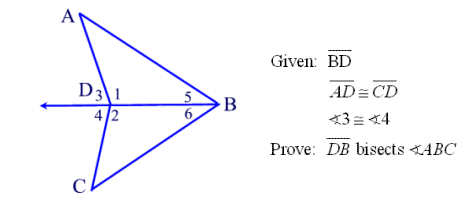 A
D 3 1 5 B
4 2 6
C
Given: BD
AD ≅ CD
∢3 ≅ ∢4
Prove: DB bisects ∢ABC